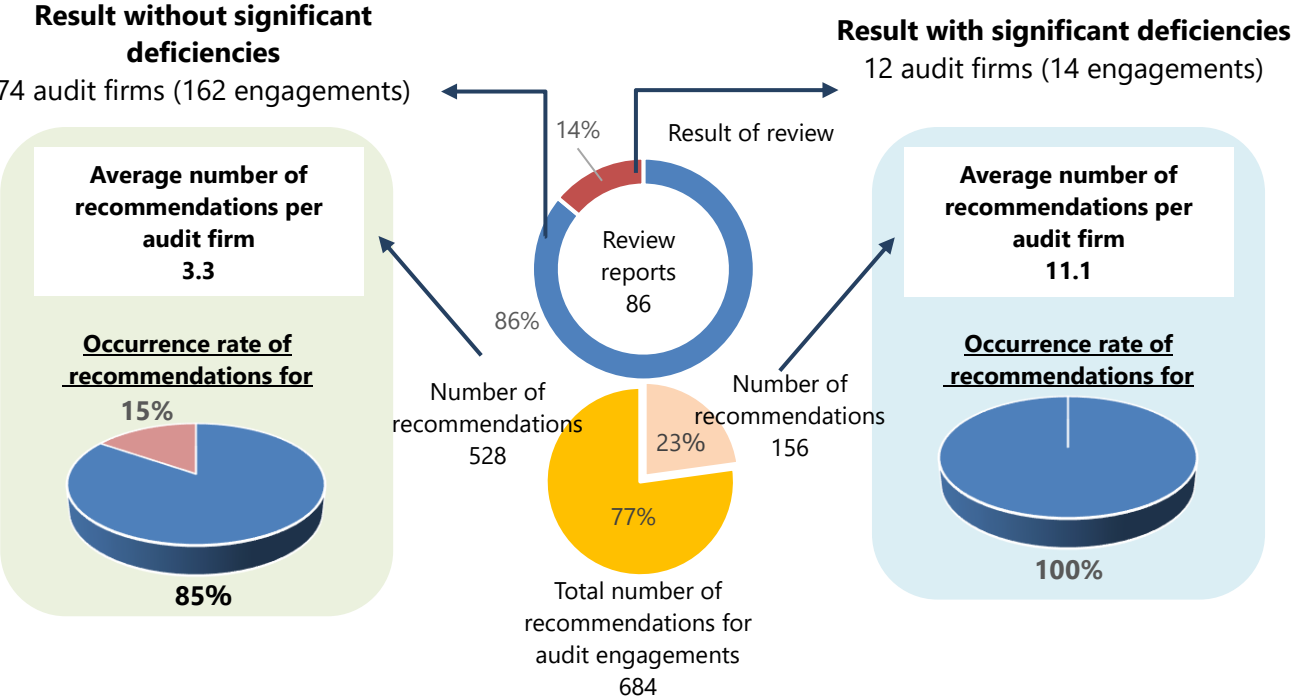 Result without significant
deficiencies
74 audit firms (162 engagements)
Average number of
recommendations per
audit firm
3.3
Occurrence rate of
recommendations for
15%
85%
14%
Result of review
Review
reports
86
86%
Number of
recommendations
528
Number of
recommendations
156
23%
77%
Total number of
recommendations for
audit engagements
684
Result with significant deficiencies
12 audit firms (14 engagements)
Average number of
recommendations per
audit firm
11.1
Occurrence rate of
recommendations for
100%